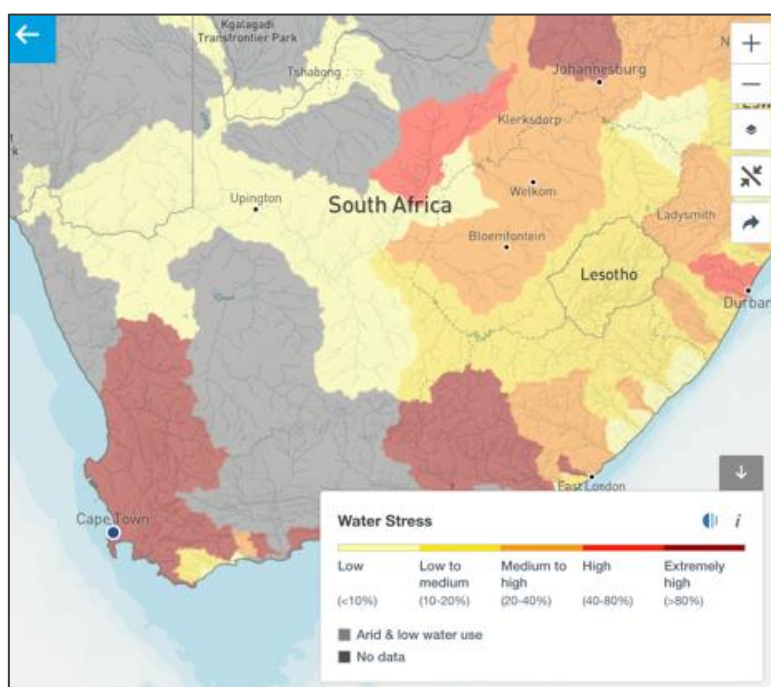 Kgalagadi
Transfrontier Park
Tshabong
Johannesburg
Klerksdorp
Upington
South Africa
Welkom
Ladysmith
Bloemfontein
Lesotho
Durban
East London
Cape Town
Water Stress
i
Low
Low to
medium
Medium to
high
High
Extremely
high
(<10%)
(10-20%)
(20-40%)
(40-80%)
(>80%)
Arid & low water use
No data